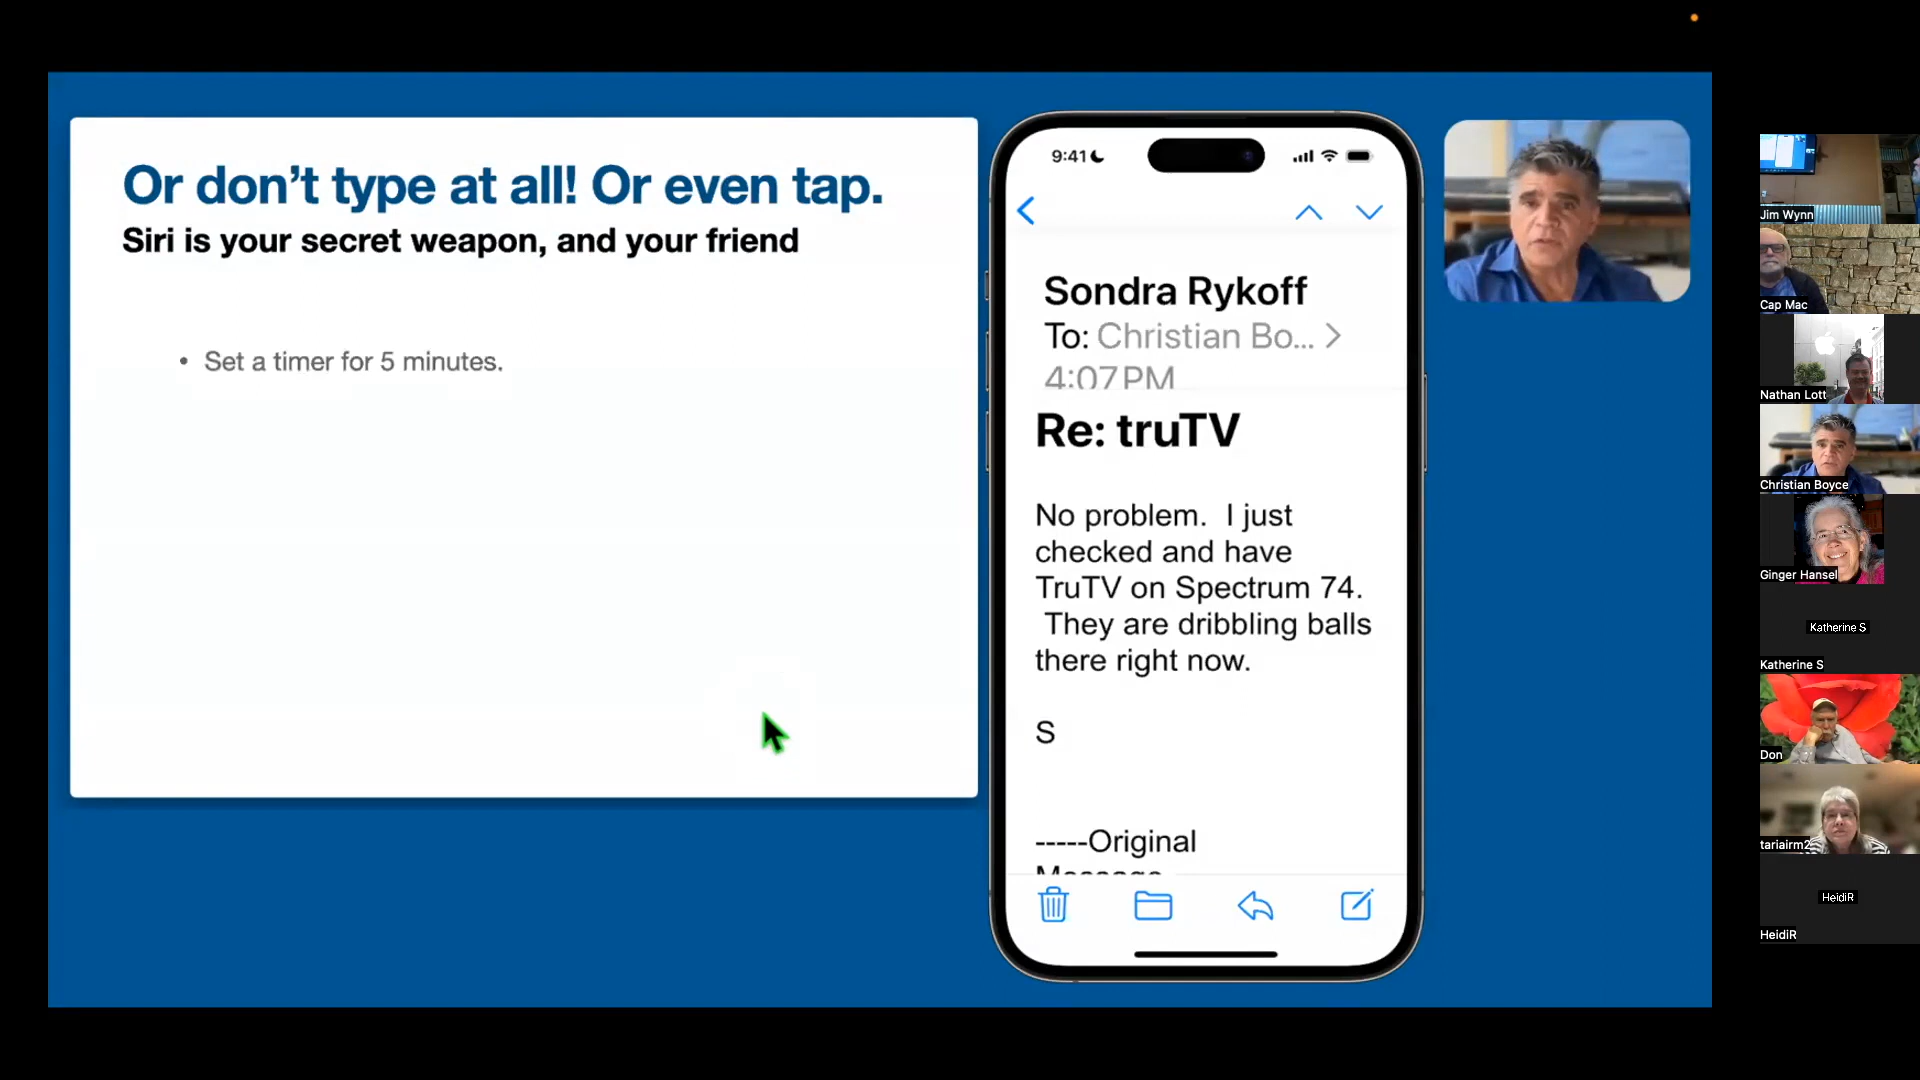 Or don’t type at all! Or even tap.
Siri is your secret weapon, and your friend
• Set a timer for 5 minutes.
9:41
Sondra Rykoff
To: Christian Bo... >
4:07 PM
Re: truTV
No problem.  I just
checked and have
TruTV on Spectrum 74.
They are dribbling balls
there right now.
S
-----Original
Message
Jim Wynn
Cap Mac
Nathan Lott
Christian Boyce
Ginger Hansel
Katherine S
Katherine S
Don
tariairm2
HeidiR
HeidiR